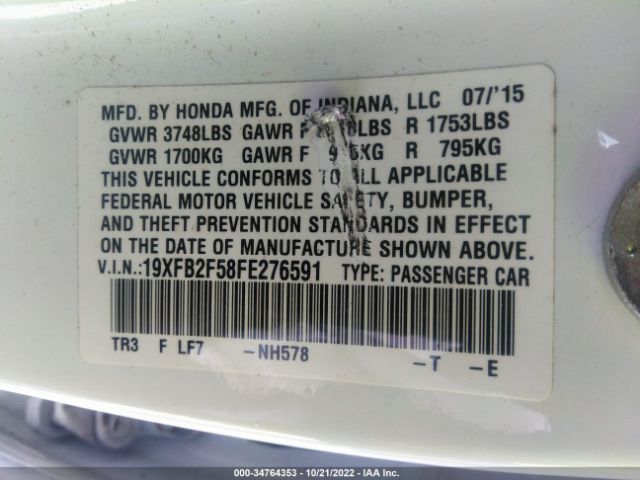 MFD. BY HONDA MFG. OF INDIANA, LLC 07/'15
GVWR 3748LBS GAWR F LBS R 1753LBS
GVWR 1700KG GAWR F KG R 795KG
THIS VEHICLE CONFORMS TO ALL APPLICABLE
FEDERAL MOTOR VEHICLE SAFETY, BUMPER,
AND THEFT PREVENTION STANDARDS IN EFFECT
ON THE DATE OF MANUFACTURE SHOWN ABOVE.
V.I.N.:19XFB2F58FE276591 TYPE: PASSENGER CAR
TR3 F LF7 -NH578 -T -E
000-34764353 - 10/21/2022 - IAA Inc.